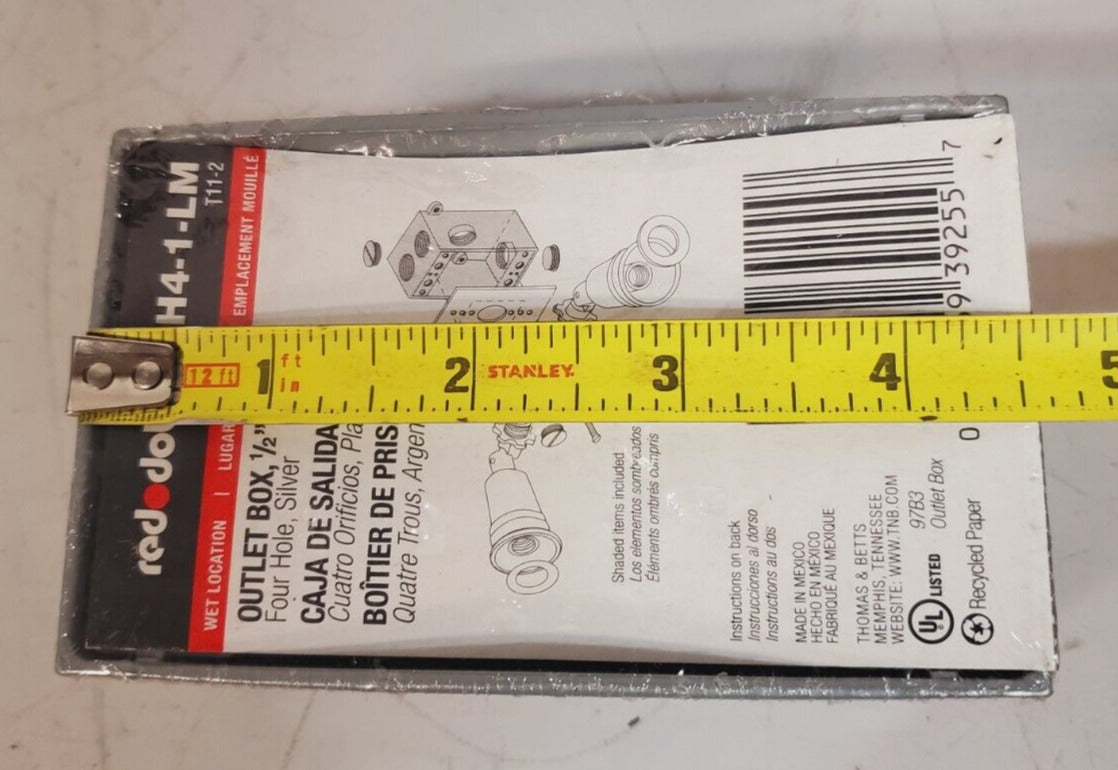 red•dot
H4-1-LM
T11-2
WET LOCATION | LUGAR
EMPLACEMENT MOUILLÉ
OUTLET BOX, ½"
Four Hole, Silver
CAJA DE SALIDA
Cuatro Orificios,
BOÎTIER DE
Quatre Trous,
Shaded items included
Los elementos sombreados
Éléments ombrés compris
Instructions on back
Instrucciones al dorso
Instructions au dos
MADE IN MEXICO
HECHO EN MÉXICO
FABRIQUÉ AU MEXIQUE
THOMAS & BETTS
MEMPHIS, TENNESSEE
WEBSITE: WWW.TNB.COM
UL LISTED
97B3
Outlet Box
Recycled Paper
0
39255 7
12 ft
1 ft
in
2 STANLEY. 3 4 5